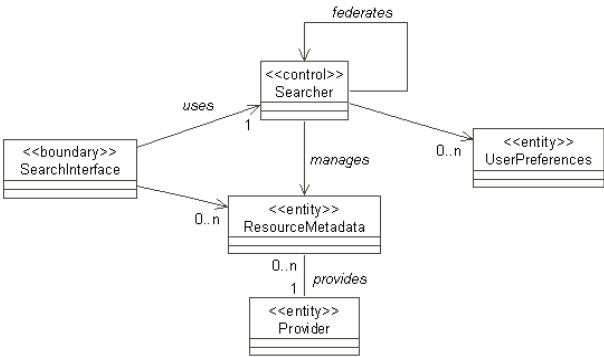 federates
<<control>>
Searcher
uses
1
<<boundary>>
SearchInterface
manages
0..n
<<entity>>
UserPreferences
0..n
<<entity>>
ResourceMetadata
0..n
provides
1
<<entity>>
Provider